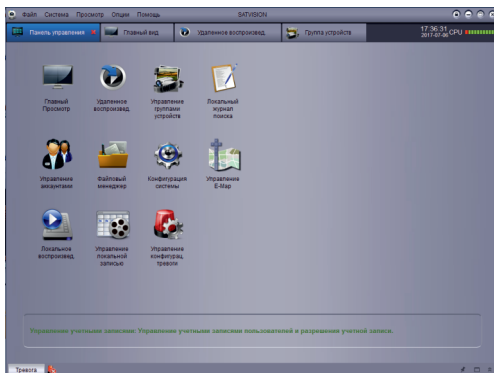 Файл Система Просмотр Опции Помощь SATVISION
Панель управления Главный вид Удаленное воспроизвед. Группа устройств 17:36:31 CPU
2017-07-06
Главный Просмотр
Удаленное воспроизвед.
Управление группами устройств
Локальный журнал поиска
Управление аккаунтами
Файловый менеджер
Конфигурация системы
Управление E-Map
Локальное воспроизвед.
Управление локальной записью
Управление конфигурац. тревоги
Управление учетными записями: Управление учетными записями пользователей и разрешения учетной записи.
Тревога